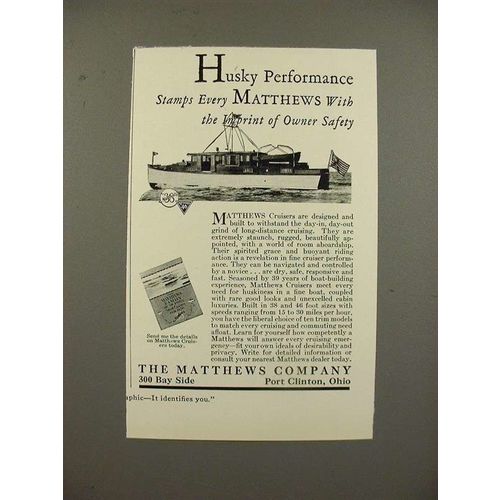 Husky Performance
Stamps Every MATTHEWS With
the Imprint of Owner Safety
"38"
MATTHEWS Cruisers are designed and
built to withstand the day-in, day-out
grind of long-distance cruising. They are
extremely staunch, rugged, beautifully ap-
pointed, with a world of room aboardship.
Their spirited grace and buoyant riding
action is a revelation in fine cruiser perform-
ance. They can be navigated and controlled
by a novice . . . are dry, safe, responsive and
fast. Seasoned by 39 years of boat-building
experience, Matthews Cruisers meet every
need for huskiness in a fine boat, coupled
with rare good looks and unexcelled cabin
luxuries. Built in 38 and 46 foot sizes with
speeds ranging from 15 to 30 miles per hour,
you have the liberal choice of ten trim models
to match every cruising and commuting need
afloat. Learn for yourself how competently a
Matthews will answer every cruising emer-
gency—fit your own ideals of desirability and
privacy. Write for detailed information or
consult your nearest Matthews dealer today.
Send me the details
on Matthews Cruis-
ers today.
THE MATTHEWS COMPANY
300 Bay Side Port Clinton, Ohio
aphic—It identifies you."